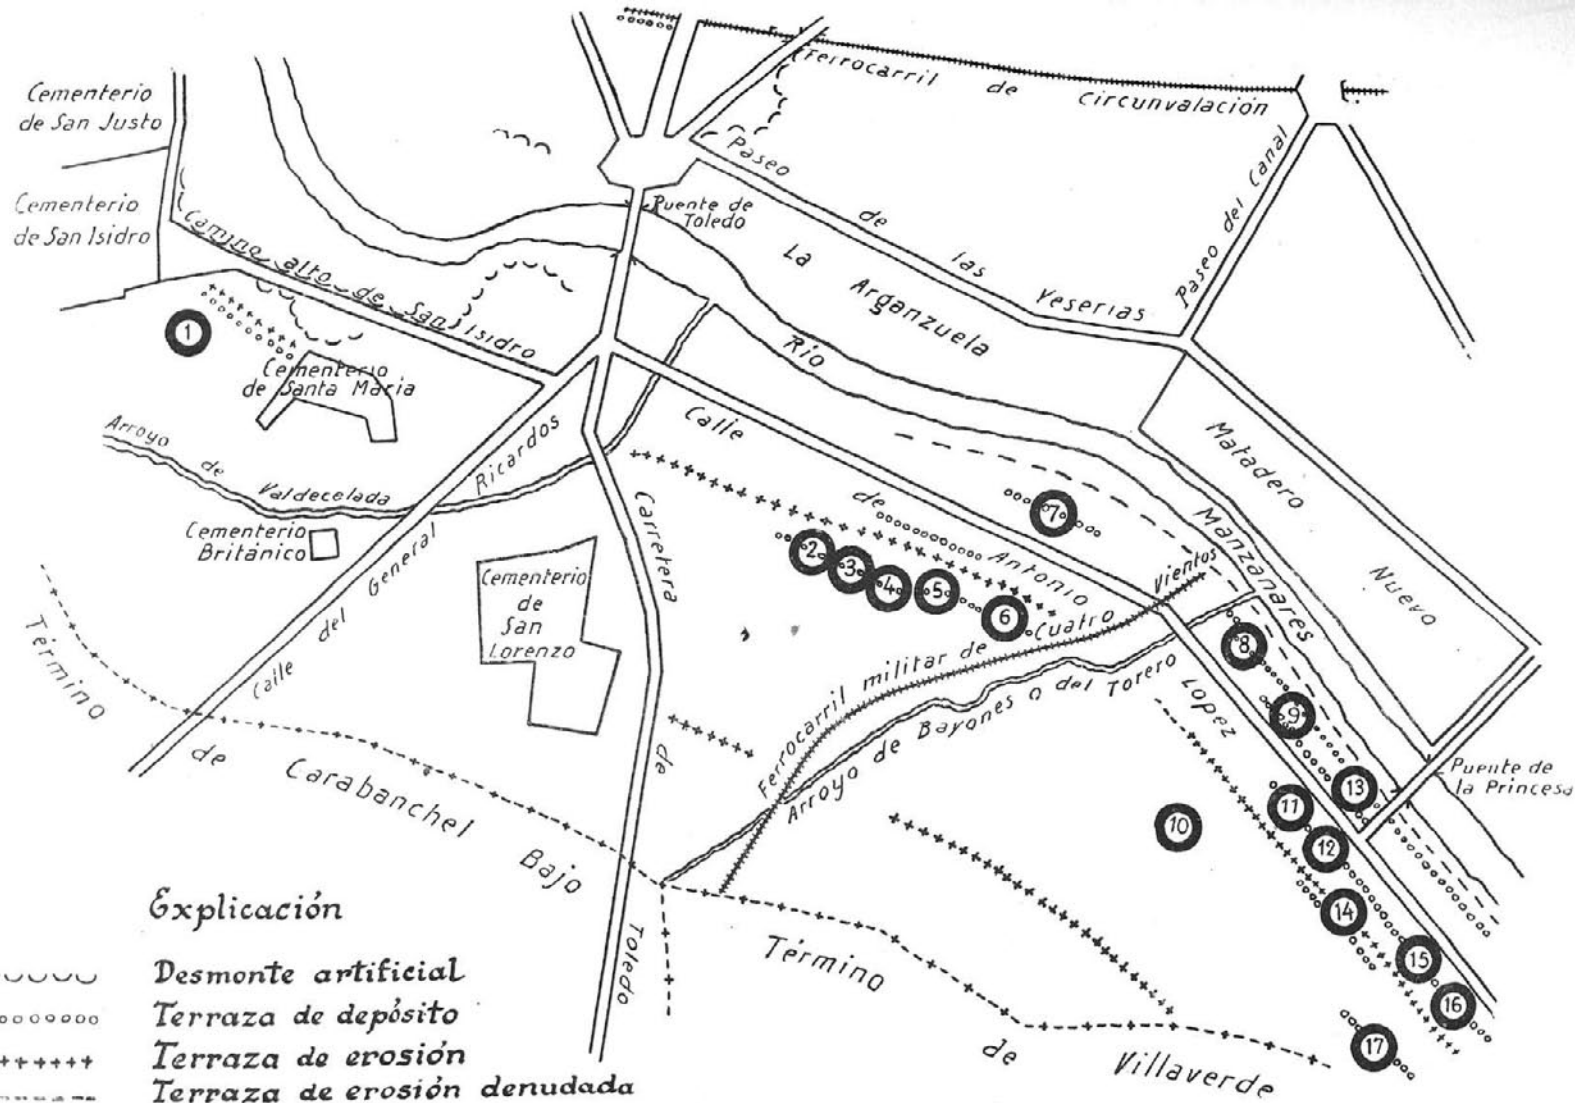 Cementerio
de San Justo
Cementerio
de San Isidro
Camino alto de San Isidro
Ferrocarril de Circunvalación
Paseo de las Yeserias
Paseo del Canal
Puente de
Toledo
La Arganzuela
Río Manzanares
Matadero Nuevo
1
Cementerio
de Santa Maria
Arroyo de Valdecelada
Cementerio
Británico
Calle del General Ricardos
Cementerio
de
San
Lorenzo
Carretera de Toledo
Calle de Antonio Lopez
2
3
4
5
6
7
8
9
10
11
12
13
14
15
16
17
Ferrocarril militar de Cuatro Vientos
Arroyo de Bayones o del Torero
Puente de
la Princesa
Término de Carabanchel Bajo
Término de Villaverde
Explicación
Desmonte artificial
Terraza de depósito
Terraza de erosión
Terraza de erosión denudada